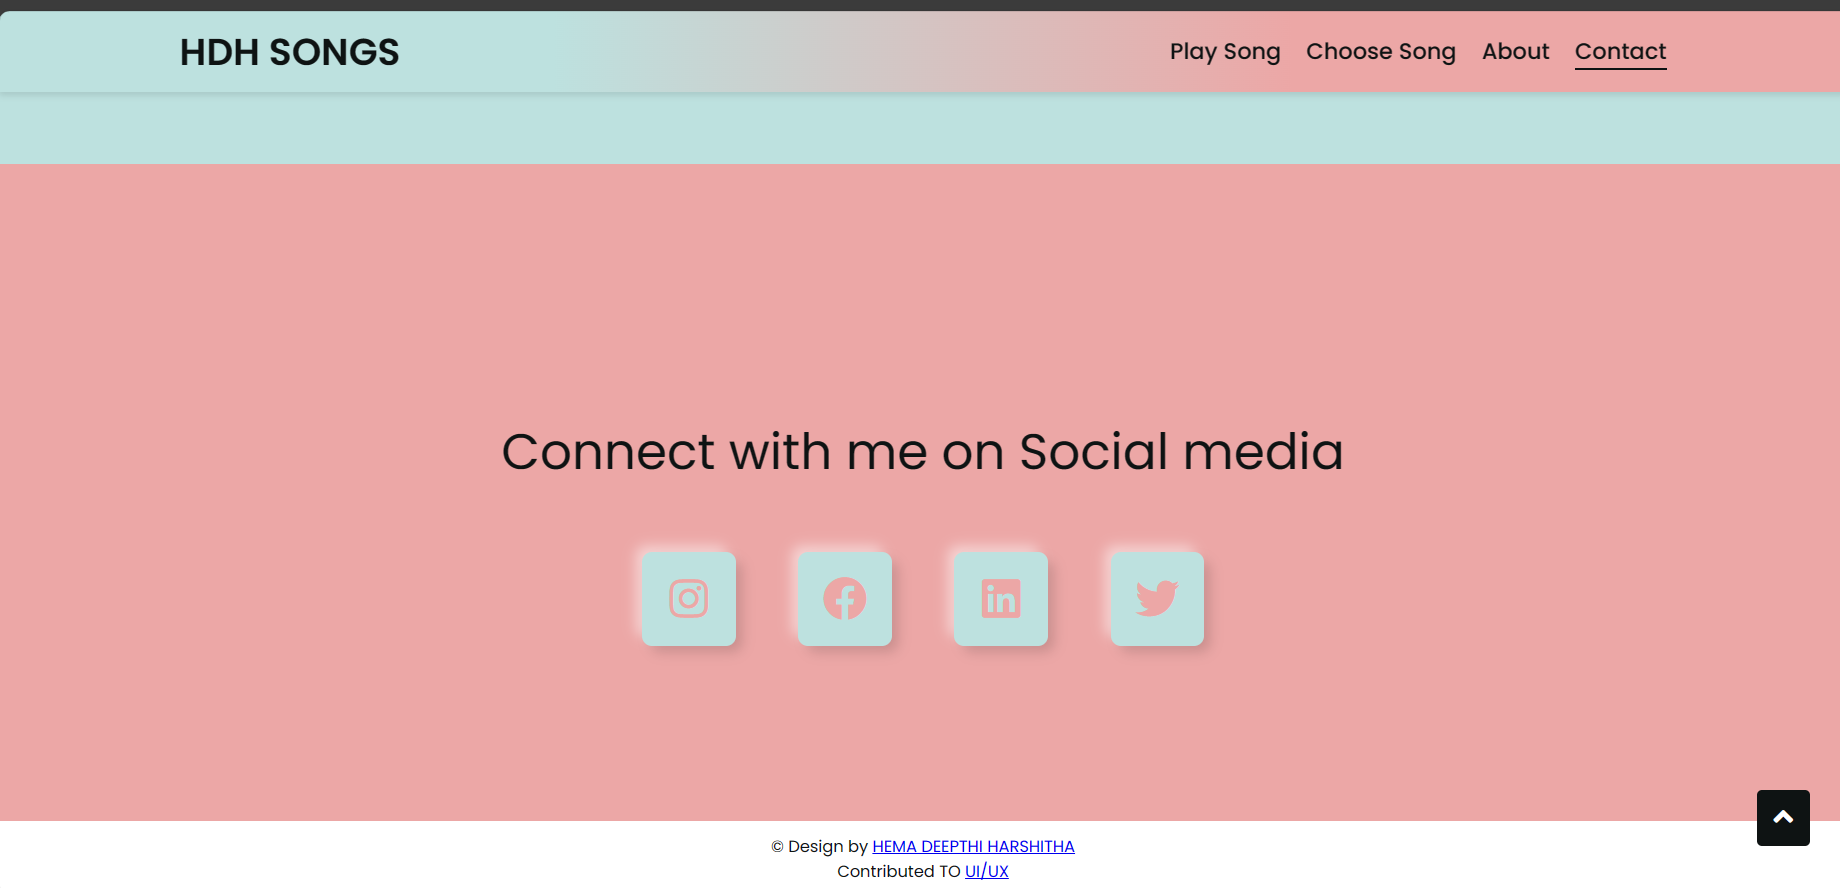 HDH SONGS
Play Song Choose Song About Contact
Connect with me on Social media
© Design by HEMA DEEPTHI HARSHITHA
Contributed TO UI/UX